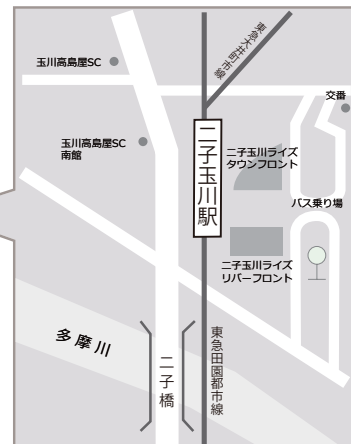 東急大井町市線
玉川高島屋SC
交番
玉川高島屋SC
南館
二子玉川駅
二子玉川ライズ
タウンフロント
バス乗り場
二子玉川ライズ
リバーフロント
多摩川
二子橋
東急田園都市線